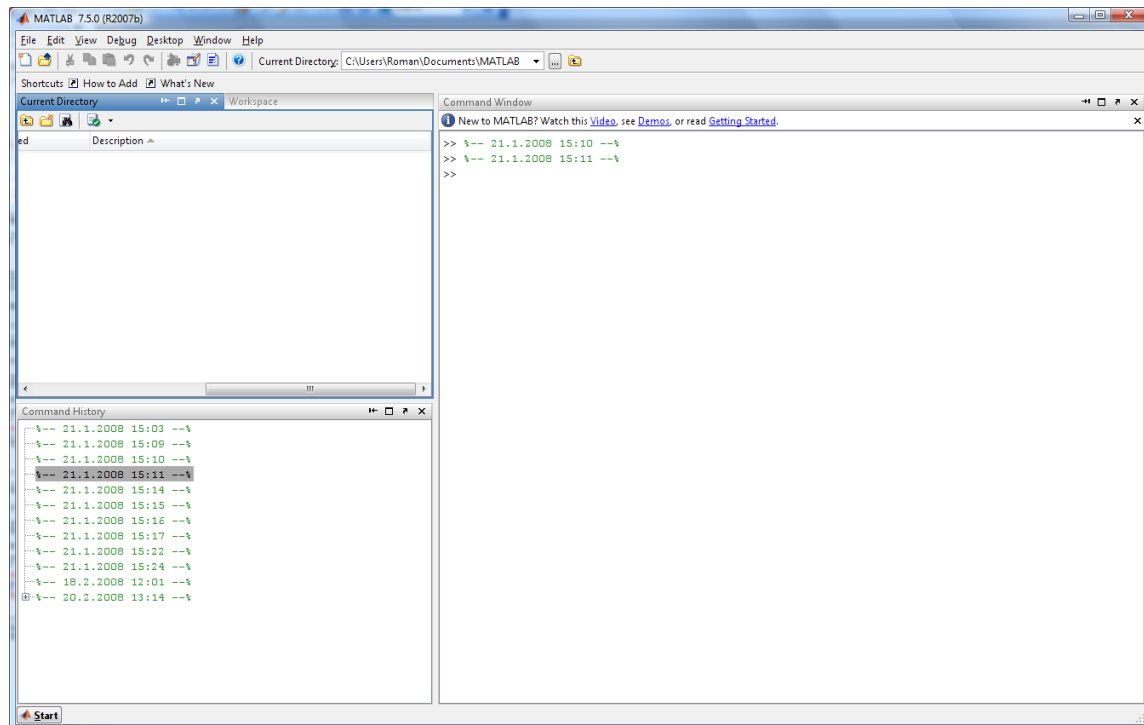 MATLAB 7.5.0 (R2007b)
File Edit View Debug Desktop Window Help
Current Directory: C:\Users\Roman\Documents\MATLAB ...
Shortcuts How to Add What's New
Current Directory Workspace
ed Description
Command History
%-- 21.1.2008 15:03 --%
%-- 21.1.2008 15:09 --%
%-- 21.1.2008 15:10 --%
%-- 21.1.2008 15:11 --%
%-- 21.1.2008 15:14 --%
%-- 21.1.2008 15:15 --%
%-- 21.1.2008 15:16 --%
%-- 21.1.2008 15:17 --%
%-- 21.1.2008 15:22 --%
%-- 21.1.2008 15:24 --%
%-- 18.2.2008 12:01 --%
%-- 20.2.2008 13:14 --%
Command Window
New to MATLAB? Watch this Video, see Demos, or read Getting Started.
>> %-- 21.1.2008 15:10 --%
>> %-- 21.1.2008 15:11 --%
>>
Start